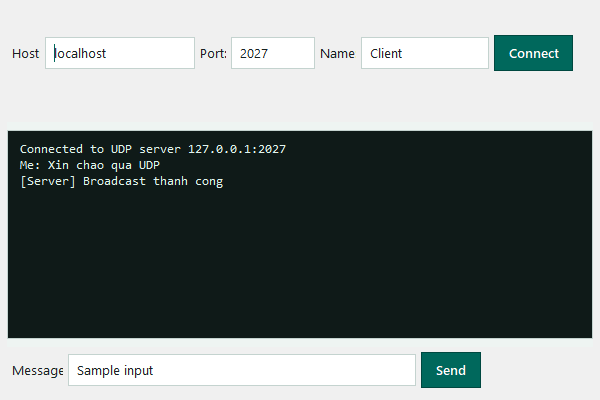 Host localhost Port: 2027 Name Client Connect
Connected to UDP server 127.0.0.1:2027
Me: Xin chao qua UDP
[Server] Broadcast thanh cong
Message Sample input Send